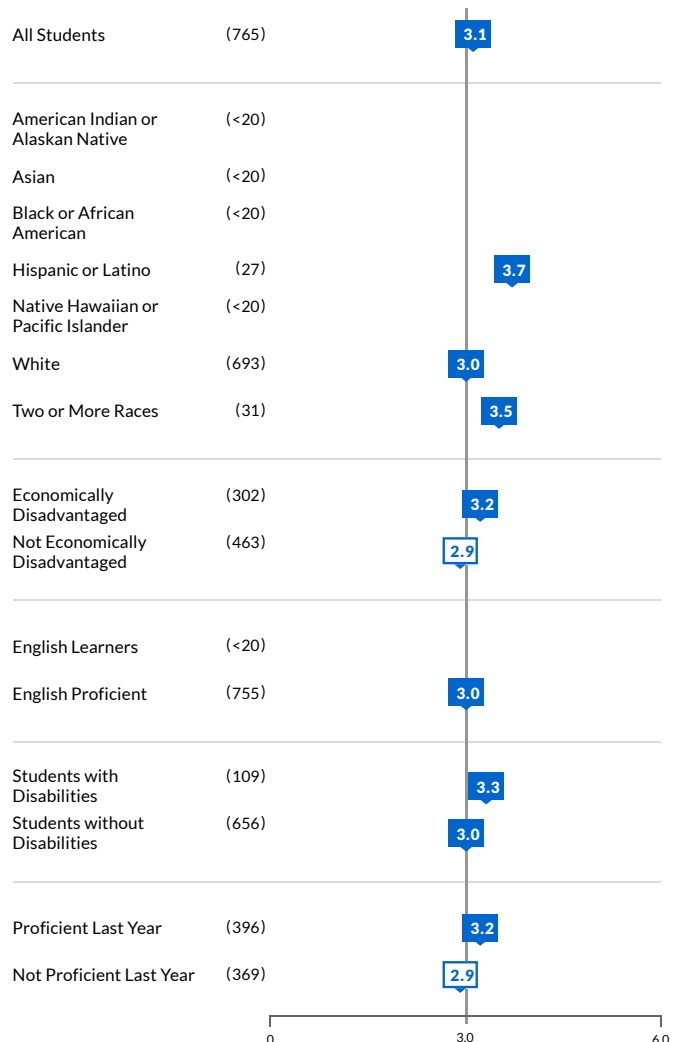 All Students (765) 3.1
American Indian or (<20)
Alaskan Native
Asian (<20)
Black or African (<20)
American
Hispanic or Latino (27) 3.7
Native Hawaiian or (<20)
Pacific Islander
White (693) 3.0
Two or More Races (31) 3.5
Economically (302) 3.2
Disadvantaged
Not Economically (463) 2.9
Disadvantaged
English Learners (<20)
English Proficient (755) 3.0
Students with (109) 3.3
Disabilities
Students without (656) 3.0
Disabilities
Proficient Last Year (396) 3.2
Not Proficient Last Year (369) 2.9
0 3.0 6.0